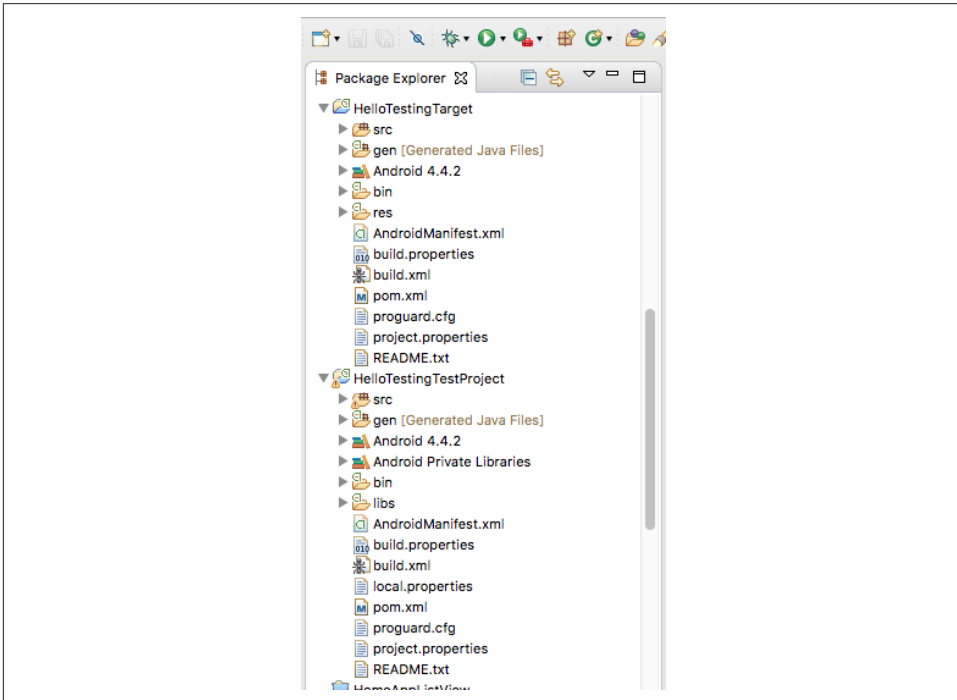 Package Explorer
HelloTestingTarget
src
gen [Generated Java Files]
Android 4.4.2
bin
res
AndroidManifest.xml
build.properties
build.xml
pom.xml
proguard.cfg
project.properties
README.txt
HelloTestingTestProject
src
gen [Generated Java Files]
Android 4.4.2
Android Private Libraries
bin
libs
AndroidManifest.xml
build.properties
build.xml
local.properties
pom.xml
proguard.cfg
project.properties
README.txt
HomeAppListView